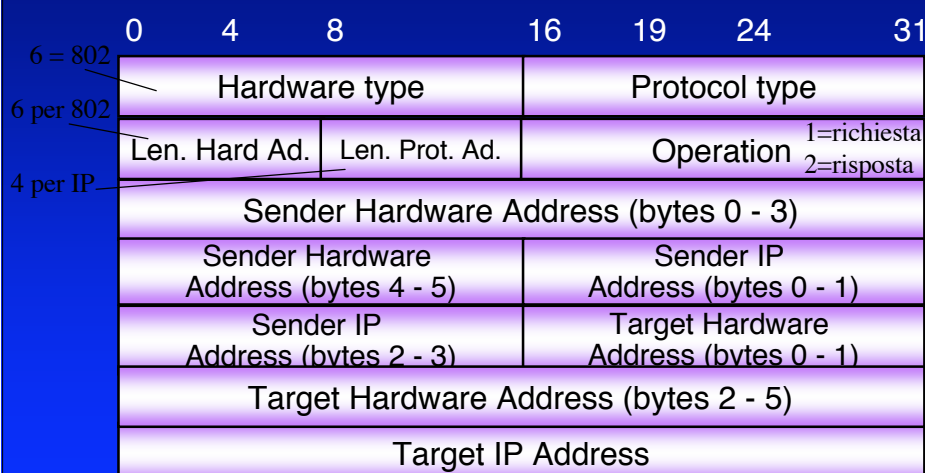 0 4 8 16 19 24 31
6 = 802
Hardware type
Protocol type
6 per 802
Len. Hard Ad.
Len. Prot. Ad.
Operation
1=richiesta
2=risposta
4 per IP
Sender Hardware Address (bytes 0 - 3)
Sender Hardware
Address (bytes 4 - 5)
Sender IP
Address (bytes 0 - 1)
Sender IP
Address (bytes 2 - 3)
Target Hardware
Address (bytes 0 - 1)
Target Hardware Address (bytes 2 - 5)
Target IP Address